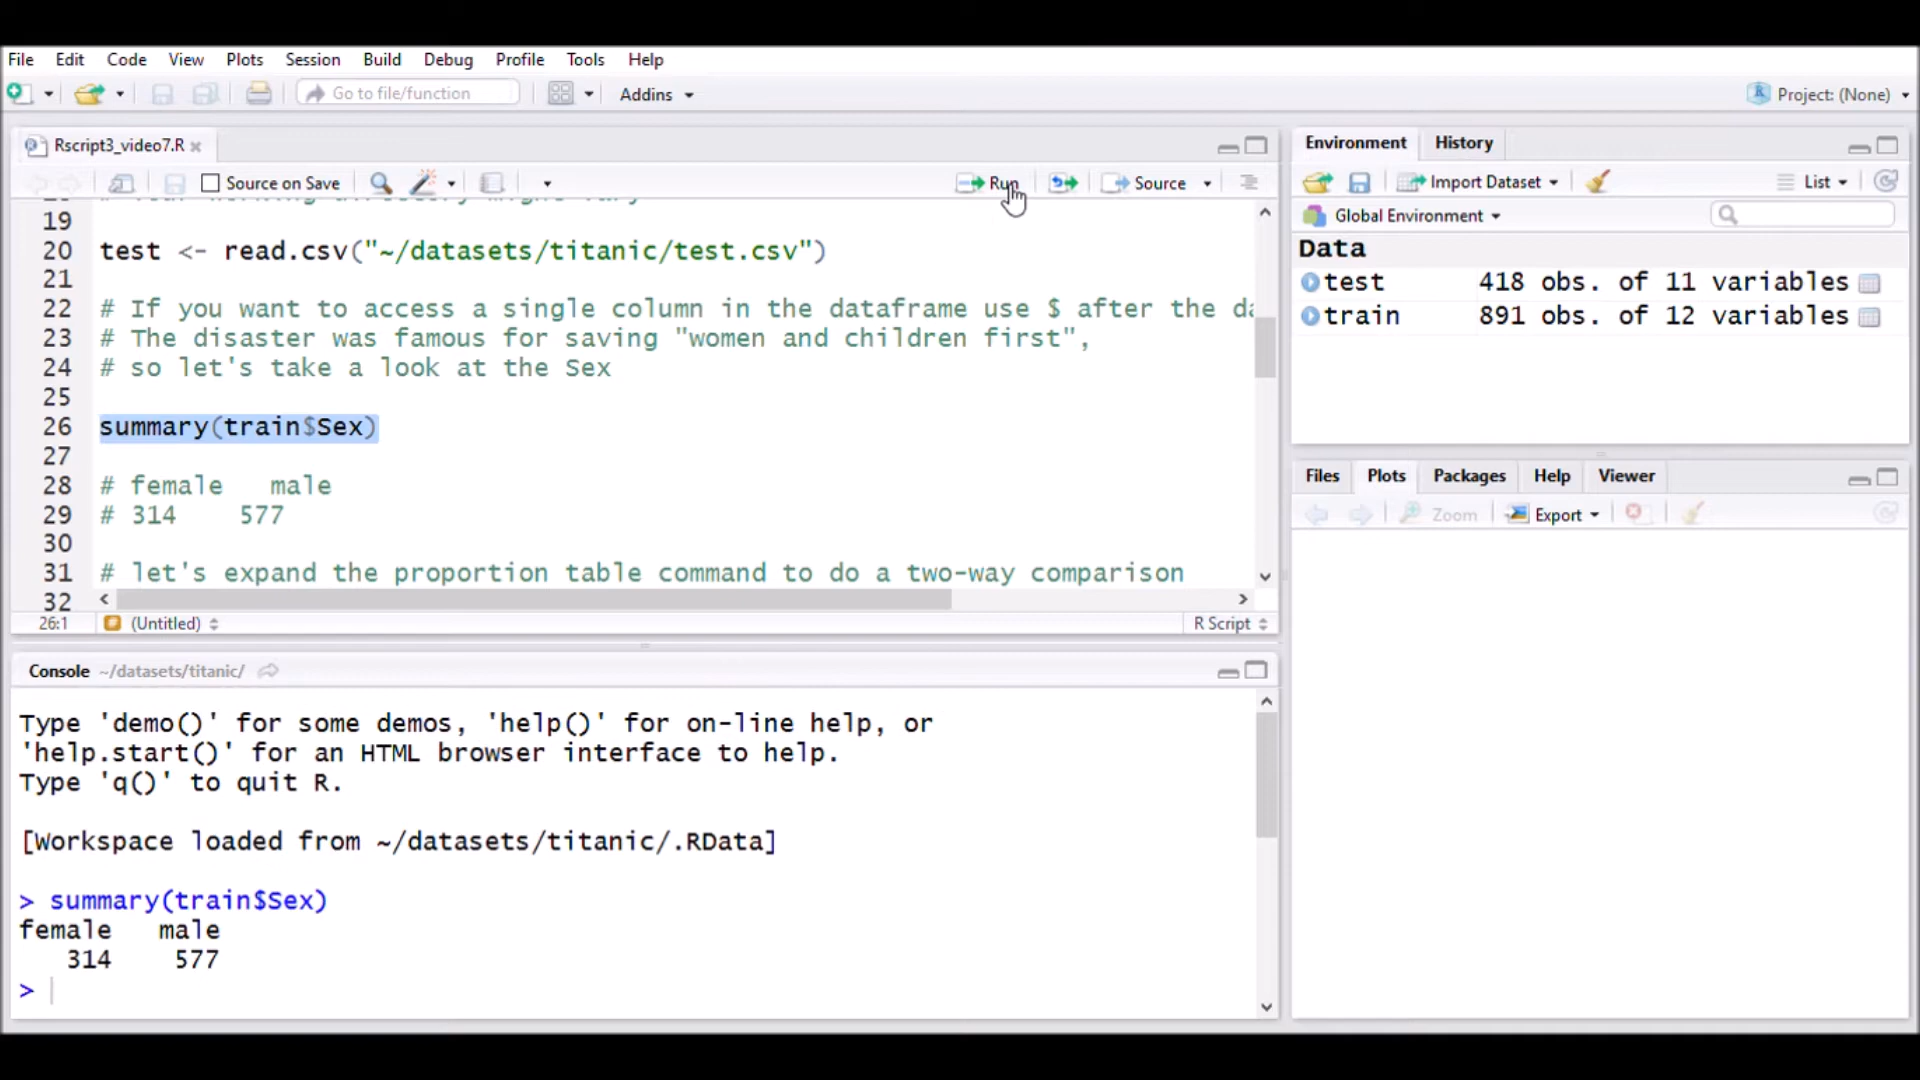 File Edit Code View Plots Session Build Debug Profile Tools Help
Go to file/function Addins Project: (None)
Rscript3_video7.R
Source on Save Run Source
19
20 test <- read.csv("~/datasets/titanic/test.csv")
21
22 # If you want to access a single column in the dataframe use $ after the da
23 # The disaster was famous for saving "women and children first",
24 # so let's take a look at the Sex
25
26 summary(train$Sex)
27
28 # female male
29 # 314 577
30
31 # let's expand the proportion table command to do a two-way comparison
32
26:1 (Untitled) R Script
Console ~/datasets/titanic/
Type 'demo()' for some demos, 'help()' for on-line help, or
'help.start()' for an HTML browser interface to help.
Type 'q()' to quit R.
[Workspace loaded from ~/datasets/titanic/.RData]
> summary(train$Sex)
female male
314 577
>
Environment History
Import Dataset List
Global Environment
Data
test 418 obs. of 11 variables
train 891 obs. of 12 variables
Files Plots Packages Help Viewer
Zoom Export